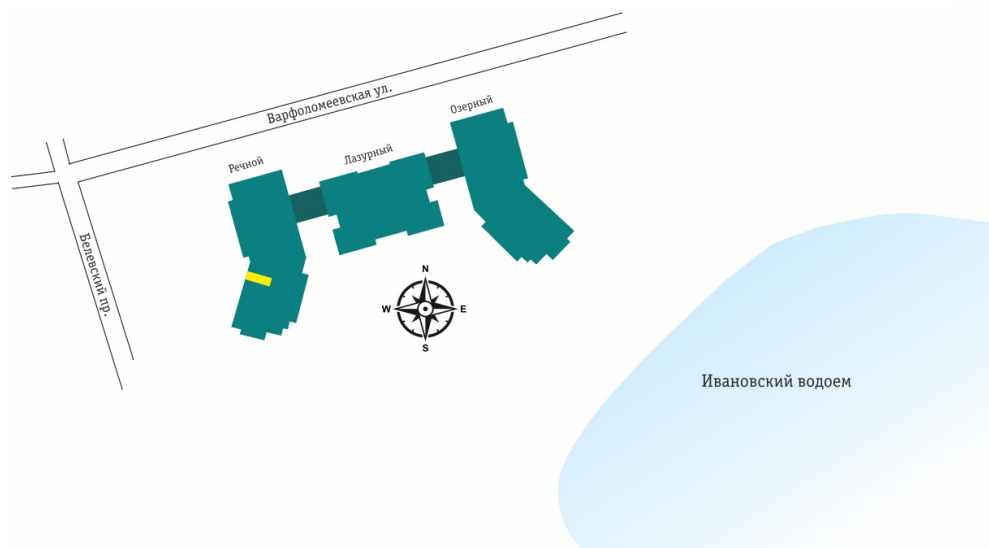 Варфоломеевская ул.
Озерный
Лазурный
Речной
Белевский пр.
N
W
E
S
Ивановский водоем